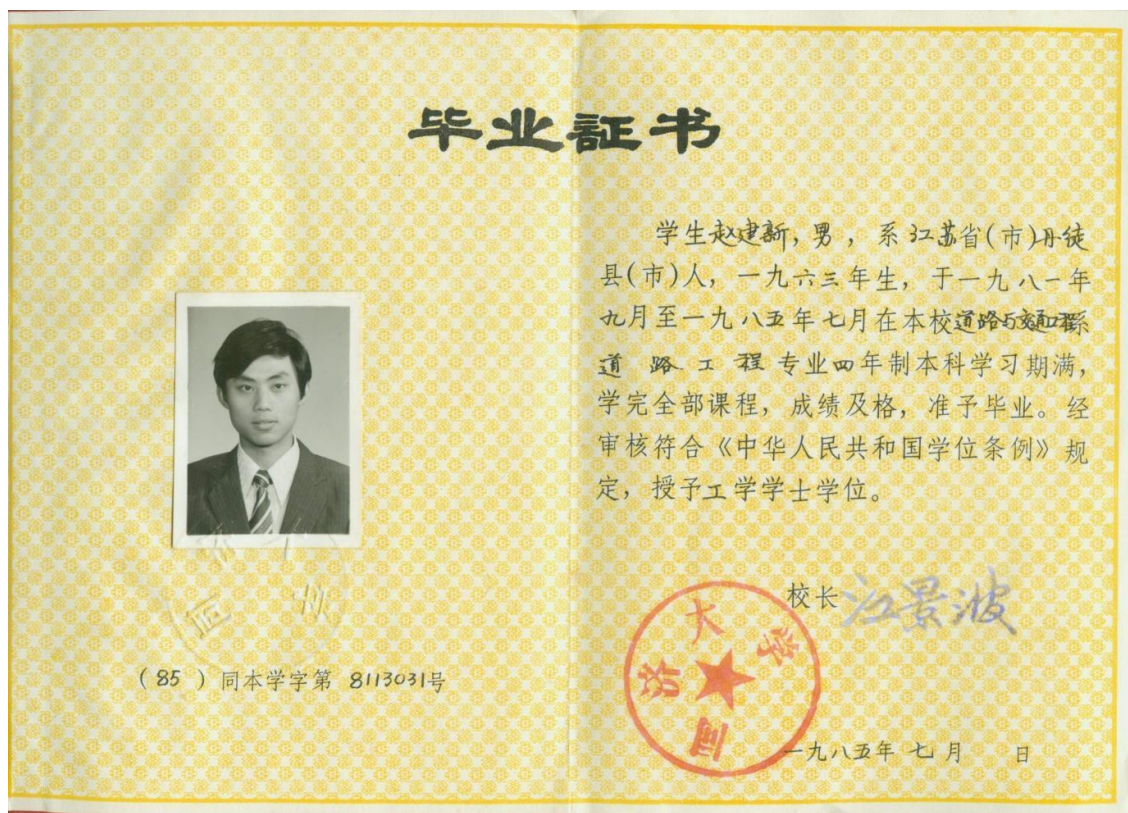 毕业証书
学生赵建新，男，系江苏省(市)丹徒
县(市)人，一九六三年生，于一九八一年
九月至一九八五年七月在本校道路与交通工程系
道路工程专业四年制本科学习期满，
学完全部课程，成绩及格，准予毕业。经
审核符合《中华人民共和国学位条例》规
定，授予工学学士学位。
校长 江景波
同济大学
(85)同本学字第 8113031号
一九八五年七月 日